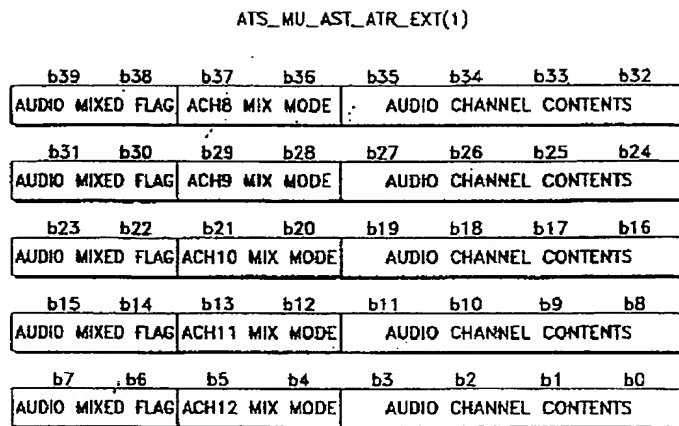 ATS_MU_AST_ATR_EXT(1)
b39 b38 b37 b36 b35 b34 b33 b32
AUDIO MIXED FLAG ACH8 MIX MODE AUDIO CHANNEL CONTENTS
b31 b30 b29 b28 b27 b26 b25 b24
AUDIO MIXED FLAG ACH9 MIX MODE AUDIO CHANNEL CONTENTS
b23 b22 b21 b20 b19 b18 b17 b16
AUDIO MIXED FLAG ACH10 MIX MODE AUDIO CHANNEL CONTENTS
b15 b14 b13 b12 b11 b10 b9 b8
AUDIO MIXED FLAG ACH11 MIX MODE AUDIO CHANNEL CONTENTS
b7 b6 b5 b4 b3 b2 b1 b0
AUDIO MIXED FLAG ACH12 MIX MODE AUDIO CHANNEL CONTENTS